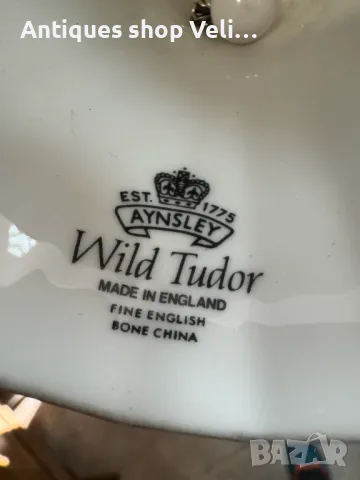 Antiques shop Veli...
EST. 1775
AYNSLEY
Wild Tudor
MADE IN ENGLAND
FINE ENGLISH
BONE CHINA
BAZAR